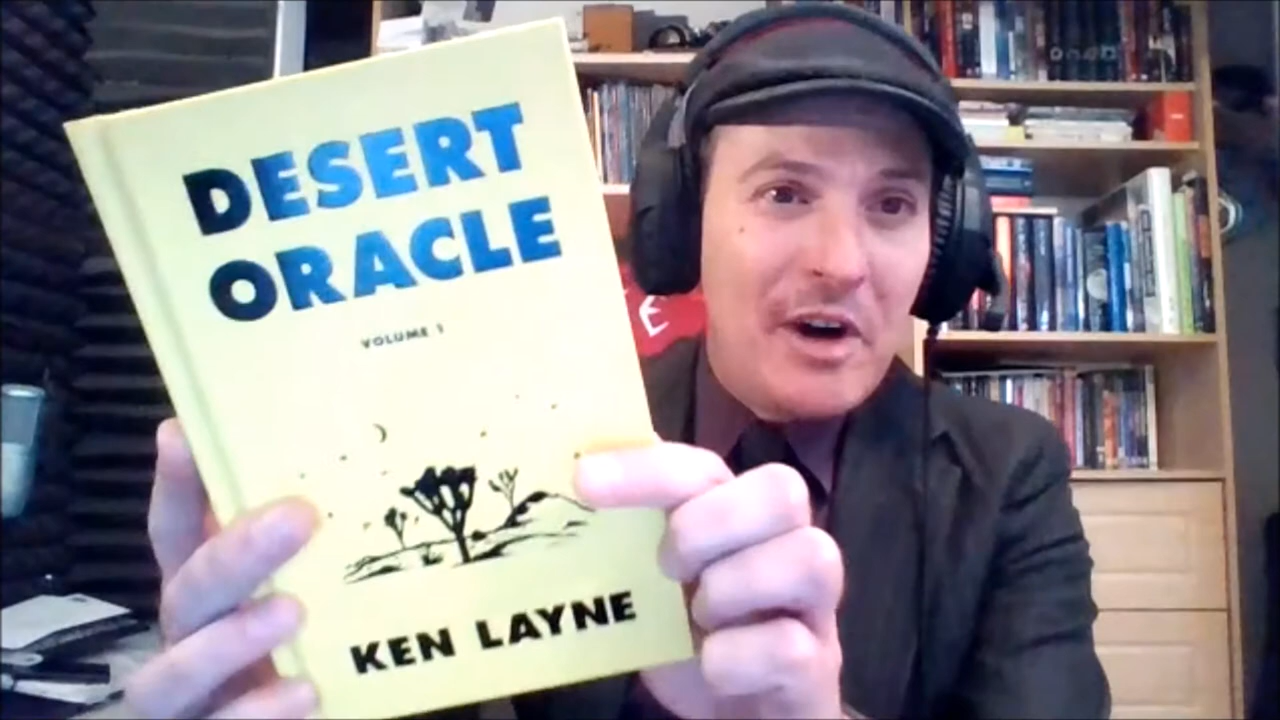 DESERT
ORACLE
VOLUME 1
KEN LAYNE
E